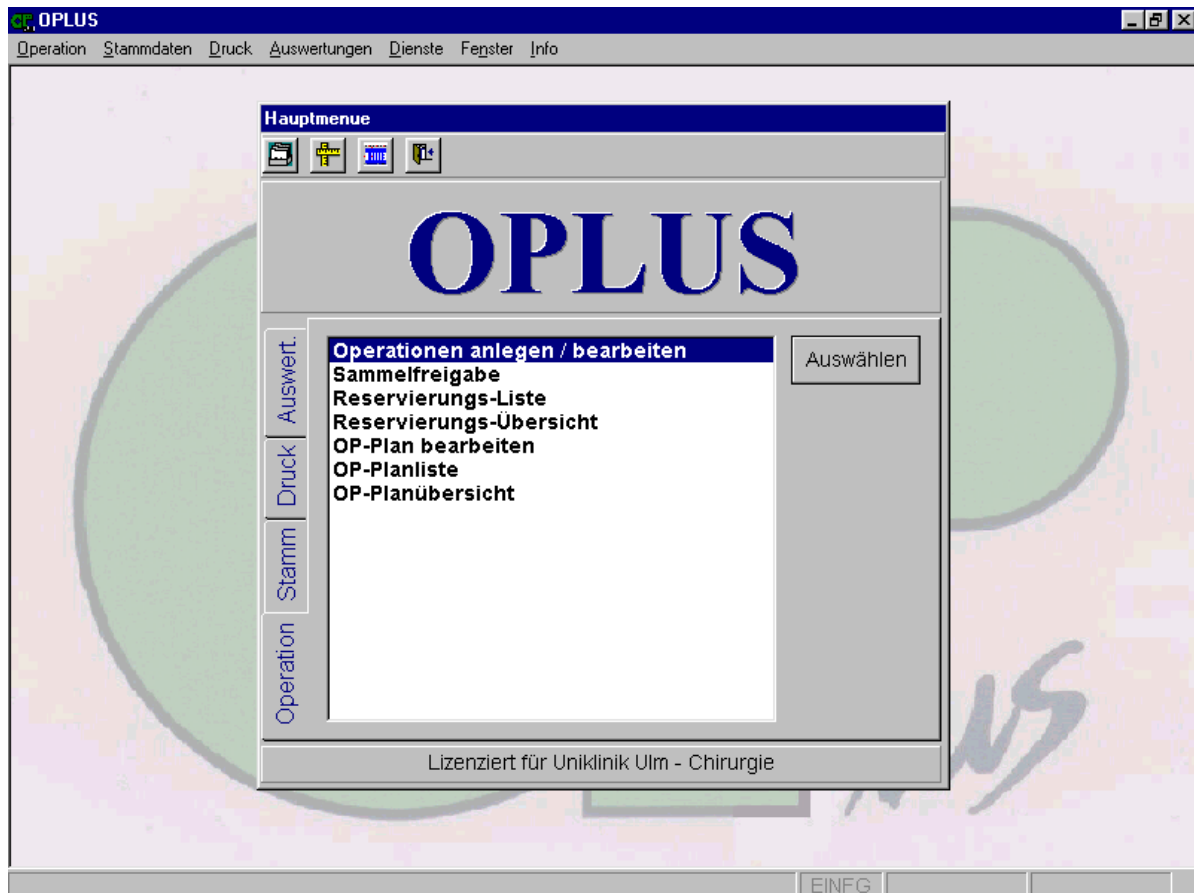 OPLUS
Operation Stammdaten Druck Auswertungen Dienste Fenster Info
Hauptmenue
OPLUS
Auswert.
Druck
Stamm
Operation
Operationen anlegen / bearbeiten
Sammelfreigabe
Reservierungs-Liste
Reservierungs-Übersicht
OP-Plan bearbeiten
OP-Planliste
OP-Planübersicht
Auswählen
Lizenziert für Uniklinik Ulm - Chirurgie
EINFG